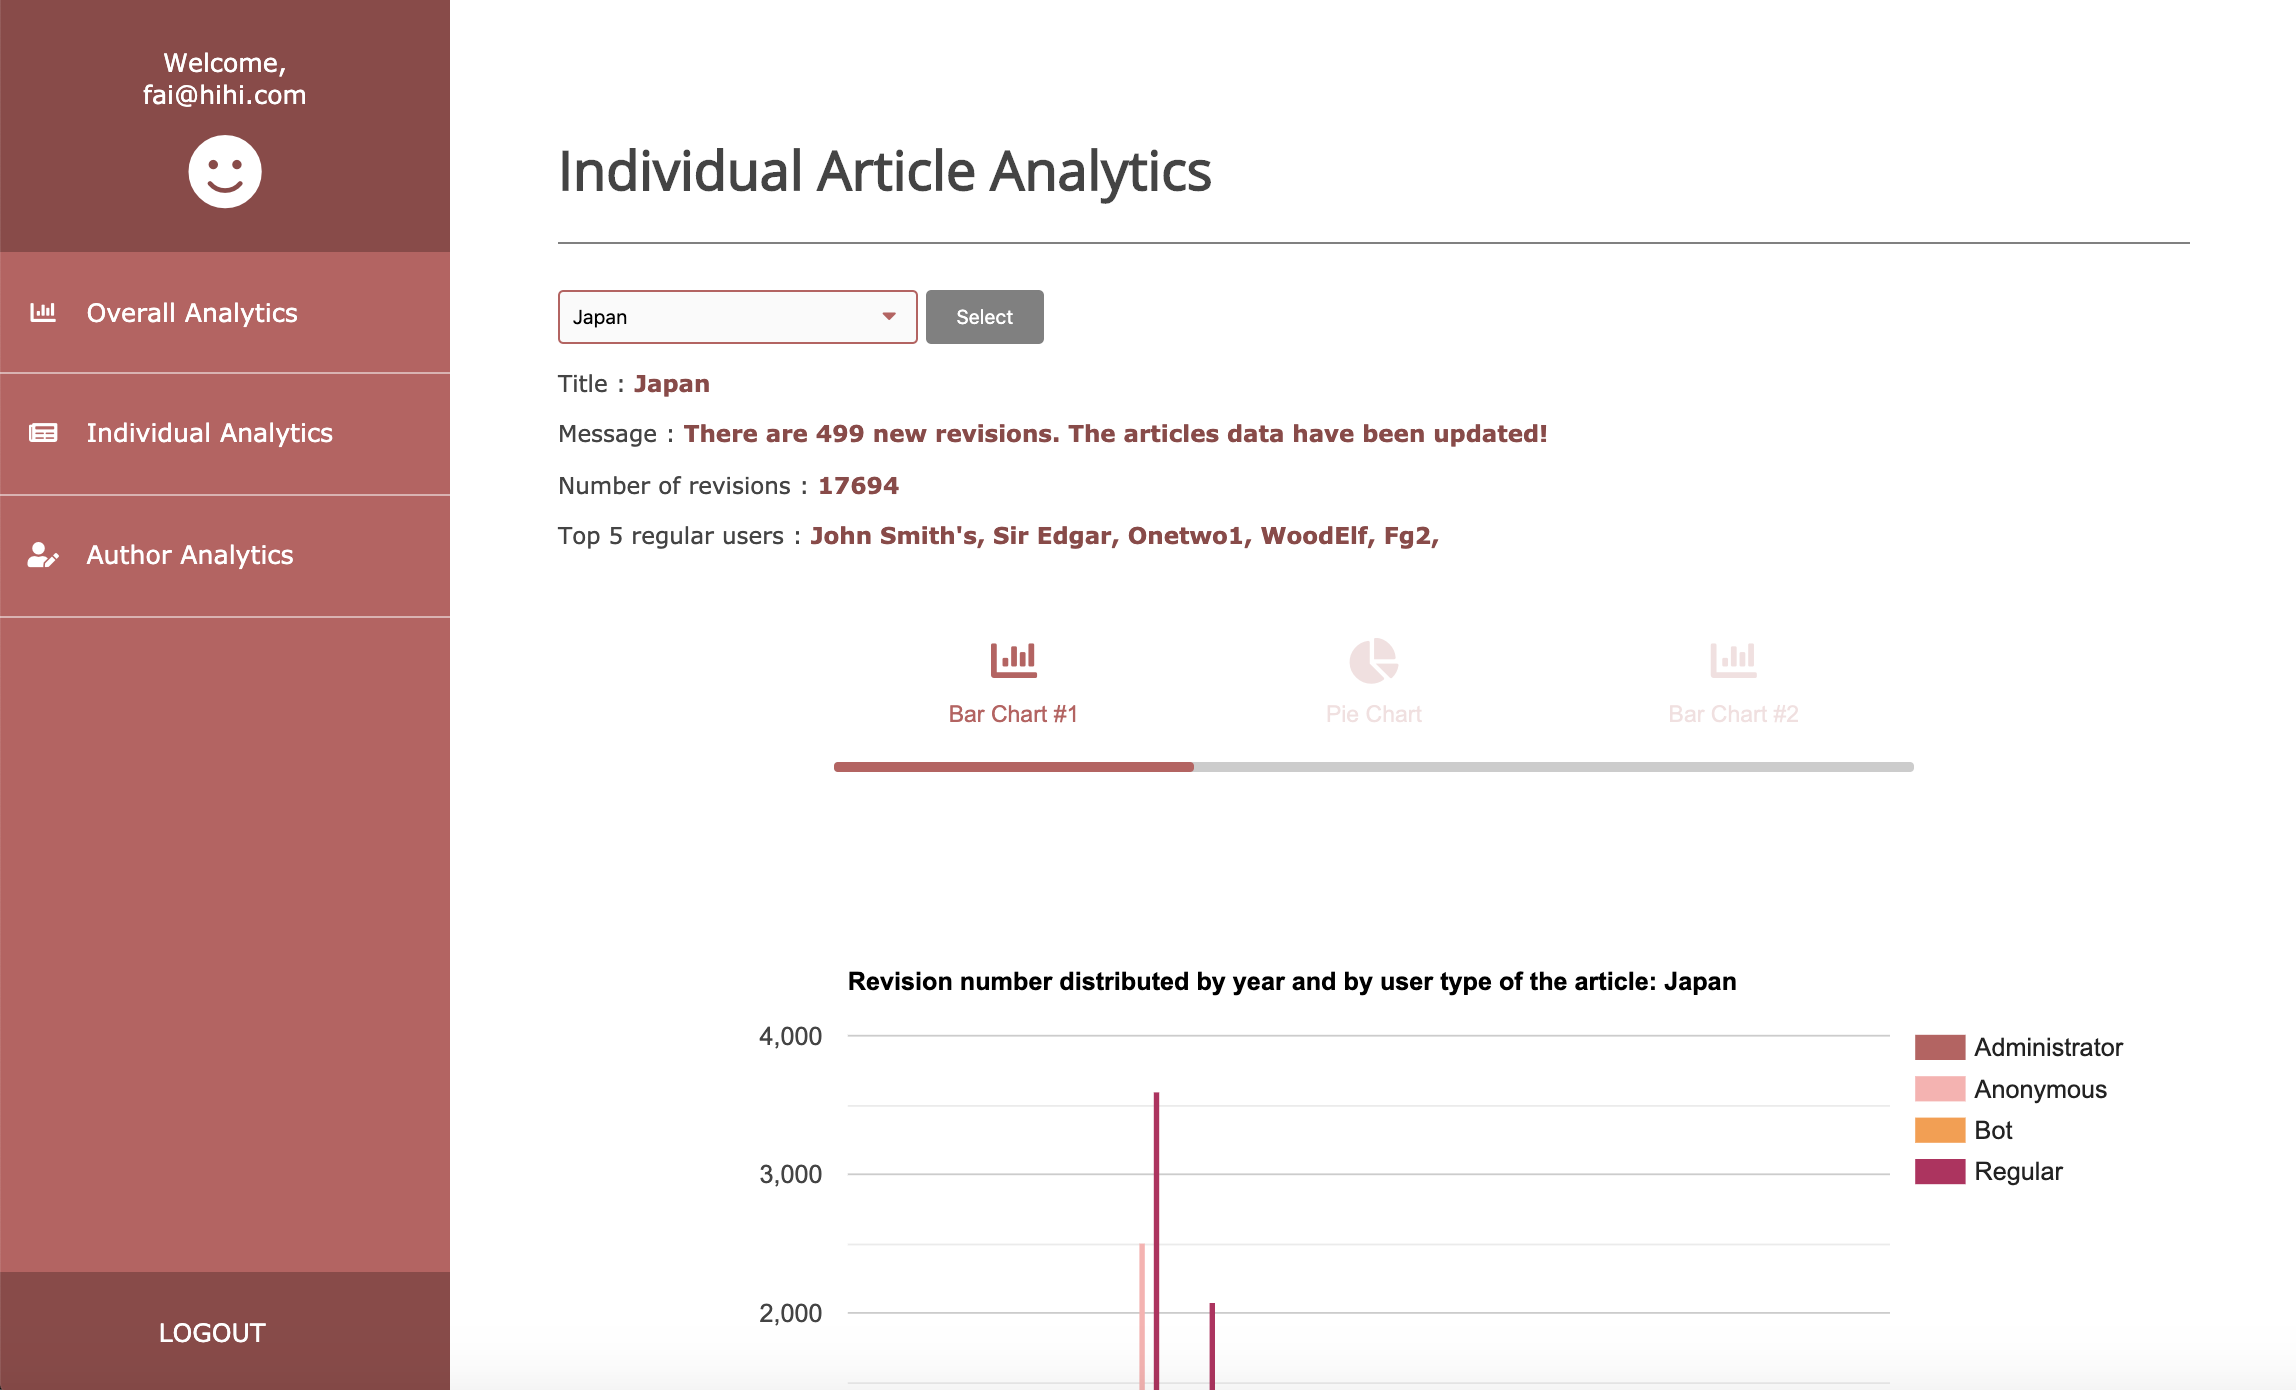 Welcome,
fai@hihi.com
Overall Analytics
Individual Analytics
Author Analytics
LOGOUT
Individual Article Analytics
Japan
Select
Title : Japan
Message : There are 499 new revisions. The articles data have been updated!
Number of revisions : 17694
Top 5 regular users : John Smith's, Sir Edgar, Onetwo1, WoodElf, Fg2,
Bar Chart #1
Pie Chart
Bar Chart #2
Revision number distributed by year and by user type of the article: Japan
4,000
3,000
2,000
Administrator
Anonymous
Bot
Regular